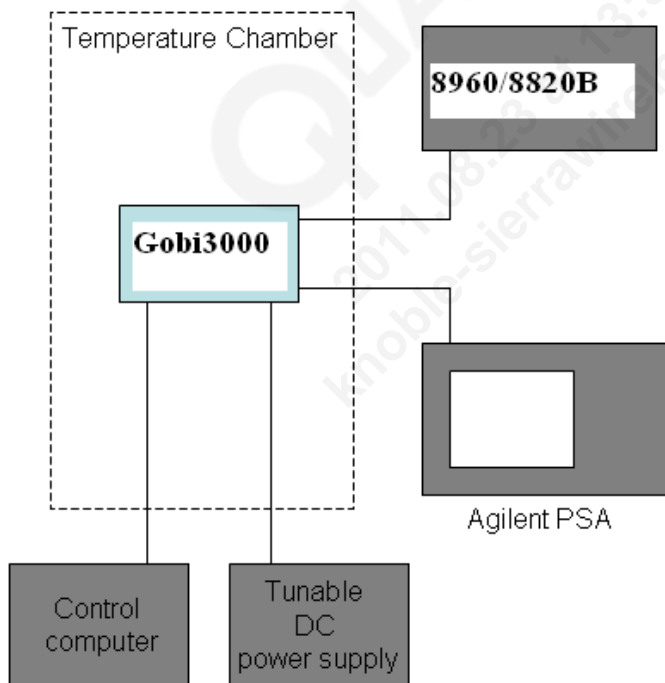 Temperature Chamber
8960/8820B
Gobi3000
Agilent PSA
Control
computer
Tunable
DC
power supply